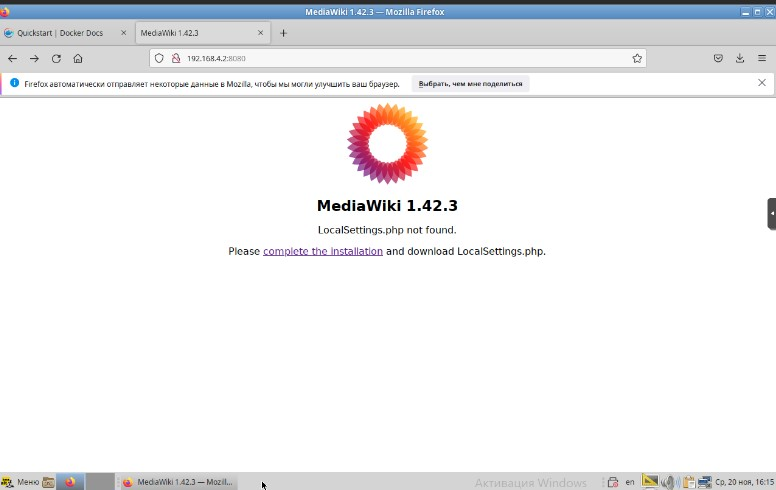 MediaWiki 1.42.3 — Mozilla Firefox
Quickstart | Docker Docs
MediaWiki 1.42.3
192.168.4.2:8080
Firefox автоматически отправляет некоторые данные в Mozilla, чтобы мы могли улучшить ваш браузер.
Выбрать, чем мне поделиться
MediaWiki 1.42.3
LocalSettings.php not found.
Please complete the installation and download LocalSettings.php.
Активация Windows
Меню
MediaWiki 1.42.3 — Mozill...
en
Ср, 20 ноя, 16:15